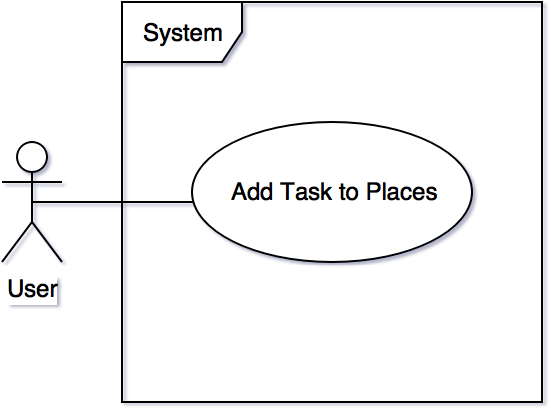 System
Add Task to Places
User